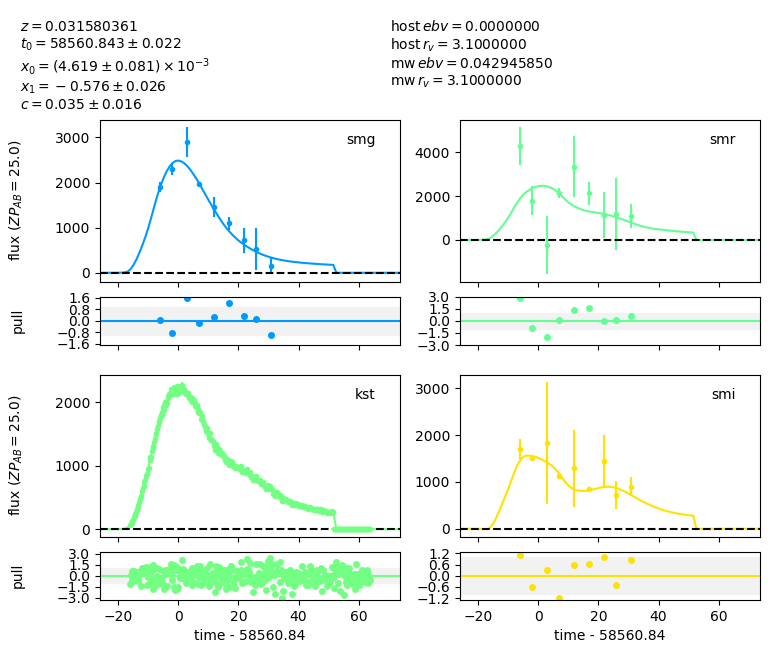 z = 0.031580361
t₀ = 58560.843 ± 0.022
x₀ = (4.619 ± 0.081) × 10⁻³
x₁ = − 0.576 ± 0.026
c = 0.035 ± 0.016
host ebv = 0.0000000
host r_v = 3.1000000
mw ebv = 0.042945850
mw r_v = 3.1000000
flux (ZP_AB = 25.0)
3000
2000
1000
0
smg
4000
2000
0
smr
pull
1.6
0.8
0.0
−0.8
−1.6
3.0
1.5
0.0
−1.5
−3.0
flux (ZP_AB = 25.0)
2000
1000
0
kst
3000
2000
1000
0
smi
pull
3.0
1.5
0.0
−1.5
−3.0
1.2
0.6
0.0
−0.6
−1.2
−20 0 20 40 60
−20 0 20 40 60
time - 58560.84
time - 58560.84